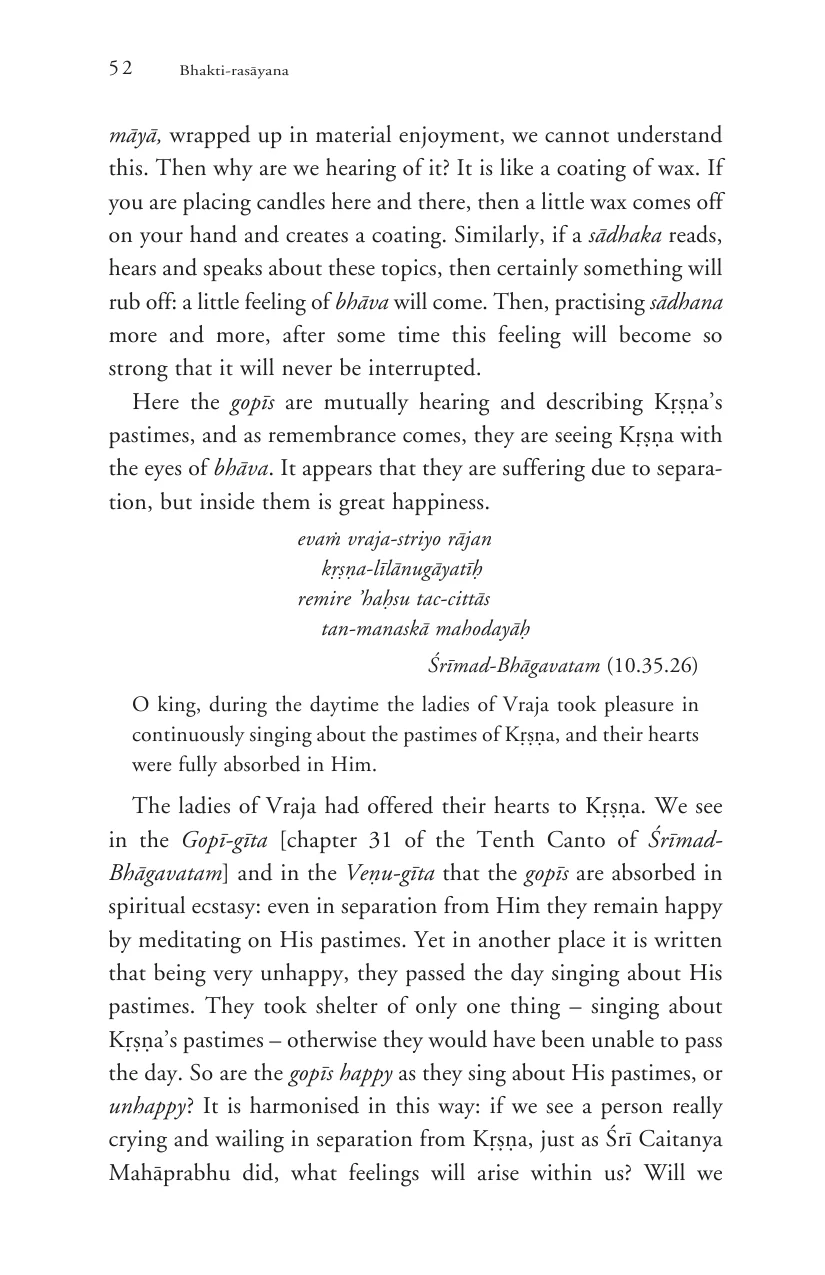 52 Bhakti-rasāyana
māyā, wrapped up in material enjoyment, we cannot understand
this. Then why are we hearing of it? It is like a coating of wax. If
you are placing candles here and there, then a little wax comes off
on your hand and creates a coating. Similarly, if a sādhaka reads,
hears and speaks about these topics, then certainly something will
rub off: a little feeling of bhāva will come. Then, practising sādhana
more and more, after some time this feeling will become so
strong that it will never be interrupted.
Here the gopīs are mutually hearing and describing Kṛṣṇa’s
pastimes, and as remembrance comes, they are seeing Kṛṣṇa with
the eyes of bhāva. It appears that they are suffering due to separa-
tion, but inside them is great happiness.
evaṁ vraja-striyo rājan
kṛṣṇa-līlānugāyatīḥ
remire ’haḥsu tac-cittās
tan-manaskā mahodayāḥ
Śrīmad-Bhāgavatam (10.35.26)
O king, during the daytime the ladies of Vraja took pleasure in
continuously singing about the pastimes of Kṛṣṇa, and their hearts
were fully absorbed in Him.
The ladies of Vraja had offered their hearts to Kṛṣṇa. We see
in the Gopī-gīta [chapter 31 of the Tenth Canto of Śrīmad-
Bhāgavatam] and in the Veṇu-gīta that the gopīs are absorbed in
spiritual ecstasy: even in separation from Him they remain happy
by meditating on His pastimes. Yet in another place it is written
that being very unhappy, they passed the day singing about His
pastimes. They took shelter of only one thing – singing about
Kṛṣṇa’s pastimes – otherwise they would have been unable to pass
the day. So are the gopīs happy as they sing about His pastimes, or
unhappy? It is harmonised in this way: if we see a person really
crying and wailing in separation from Kṛṣṇa, just as Śrī Caitanya
Mahāprabhu did, what feelings will arise within us? Will we